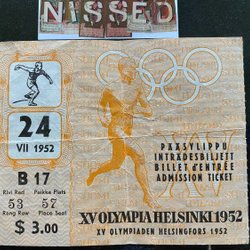 NISSED
24
VII 1952
B 17
Rivi Rad Paikka Plats
53 57
Rang Row Place Seat
$ 3.00
PÄÄSYLIPPU
INTRÄDESBILJETT
BILLET d'ENTRÉE
ADMISSION TICKET
XV OLYMPIA HELSINKI 1952
XV OLYMPIADEN HELSINGFORS 1952